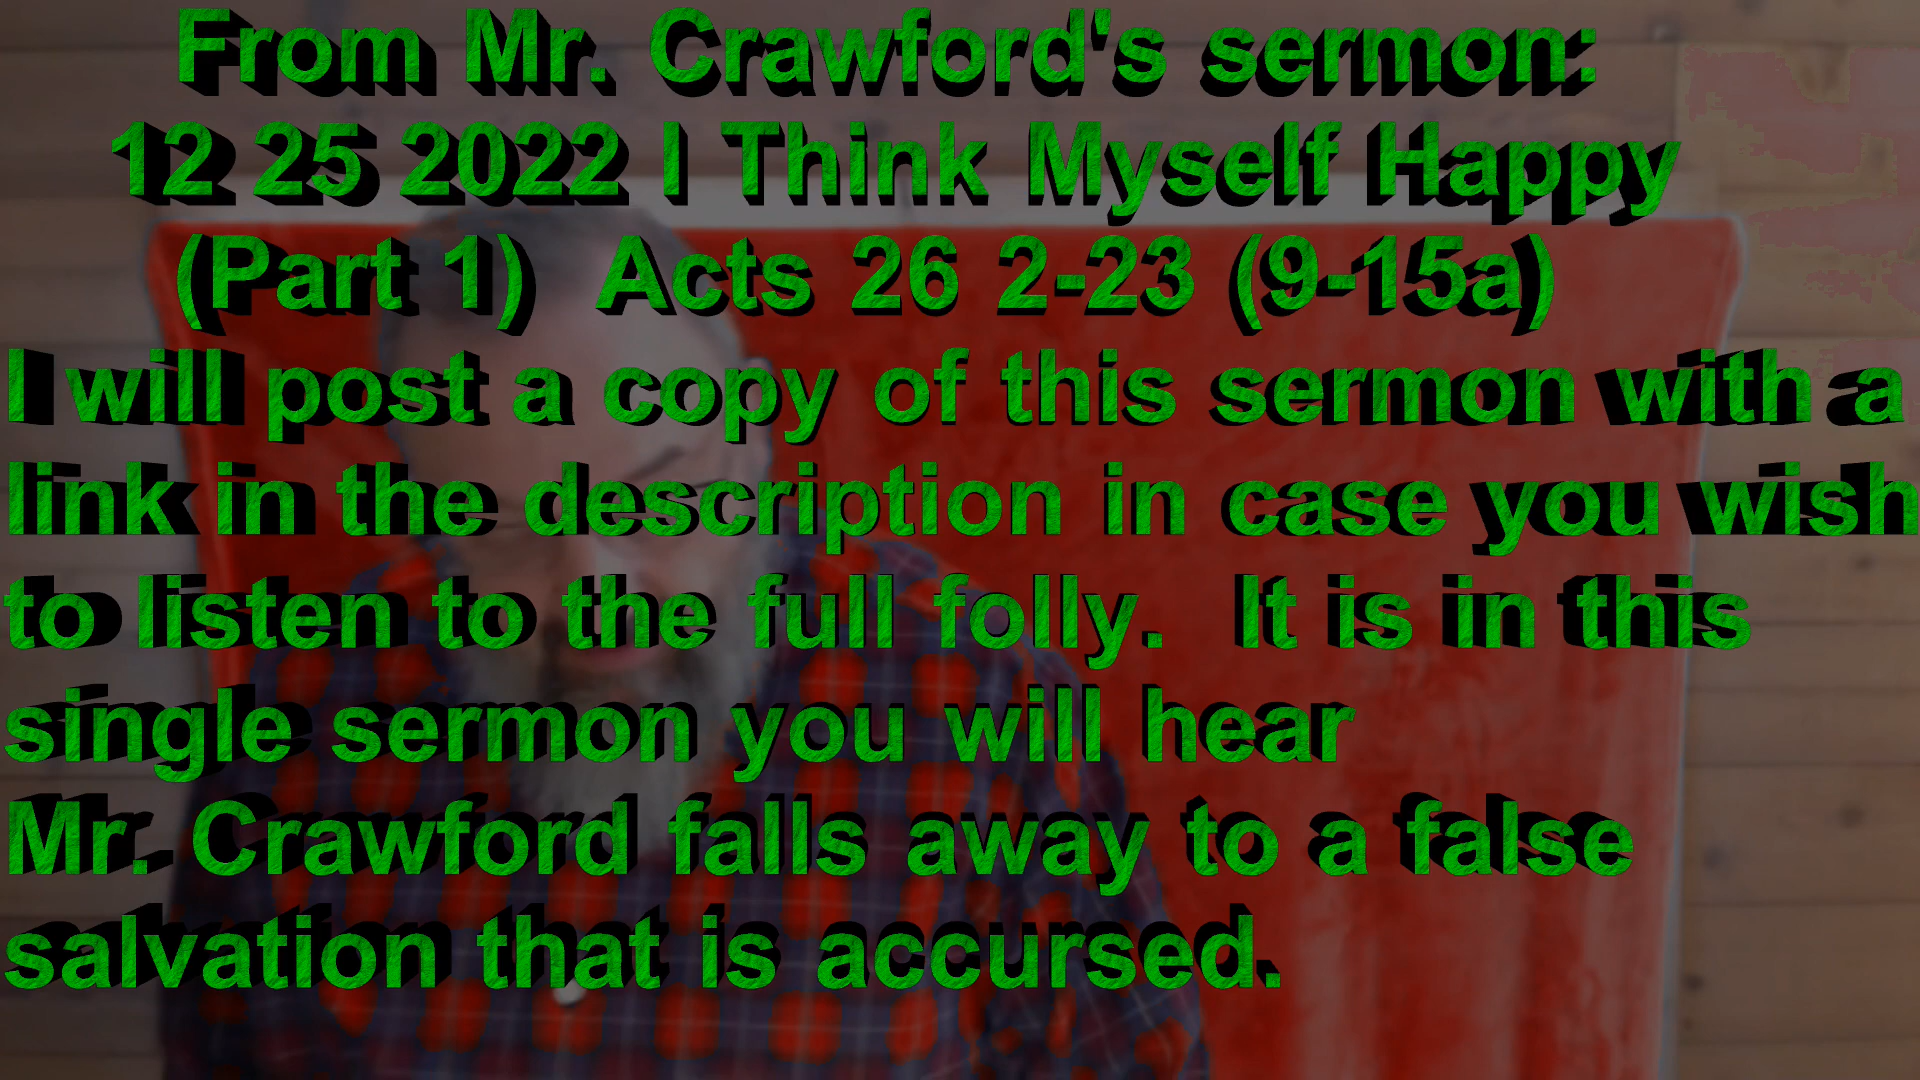 From Mr. Crawford's sermon:
12 25 2022 I Think Myself Happy
(Part 1)  Acts 26 2-23 (9-15a)
I will post a copy of this sermon with a
link in the description in case you wish
to listen to the full folly.  It is in this
single sermon you will hear
Mr. Crawford falls away to a false
salvation that is accursed.